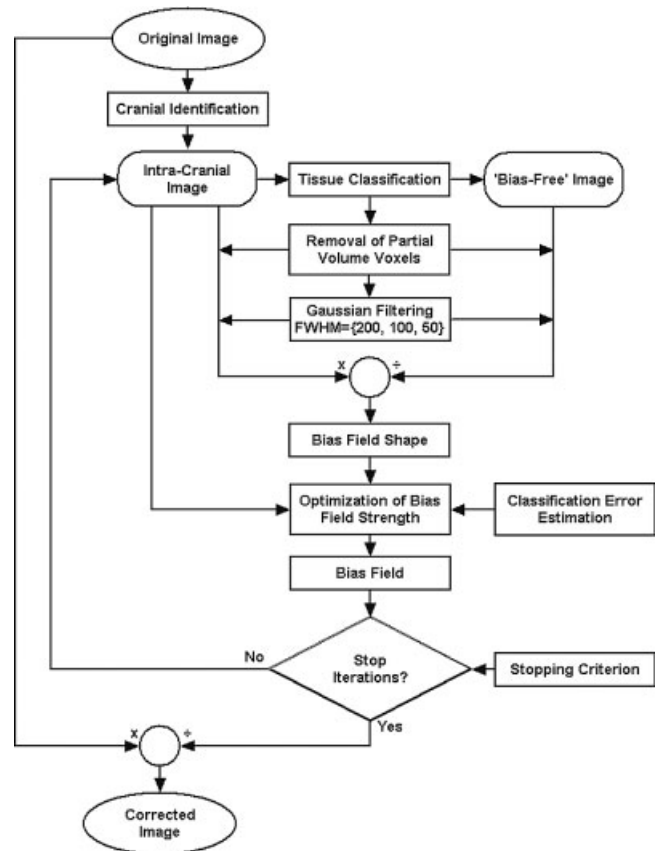 Original Image
Cranial Identification
Intra-Cranial
Image
Tissue Classification
'Bias-Free' Image
Removal of Partial
Volume Voxels
Gaussian Filtering
FWHM={200, 100, 50}
x
÷
Bias Field Shape
Optimization of Bias
Field Strength
Classification Error
Estimation
Bias Field
No
Stop
Iterations?
Stopping Criterion
Yes
x
÷
Corrected
Image